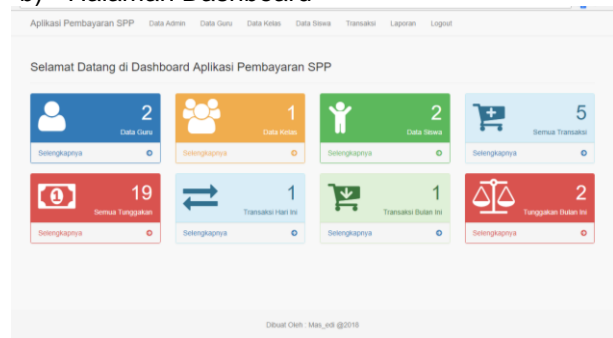 b) Halaman Dashboard
Aplikasi Pembayaran SPP Data Admin Data Guru Data Kelas Data Siswa Transaksi Laporan Logout
Selamat Datang di Dashboard Aplikasi Pembayaran SPP
2 1 2 5
Data Guru Data Kelas Data Siswa Semua Transaksi
Selengkapnya Selengkapnya Selengkapnya Selengkapnya
1 19 1 1 2
Semua Tunggakan Transaksi Hari Ini Transaksi Bulan Ini Tunggakan Bulan Ini
Selengkapnya Selengkapnya Selengkapnya Selengkapnya
Dibuat Oleh : Mas_edi @2018